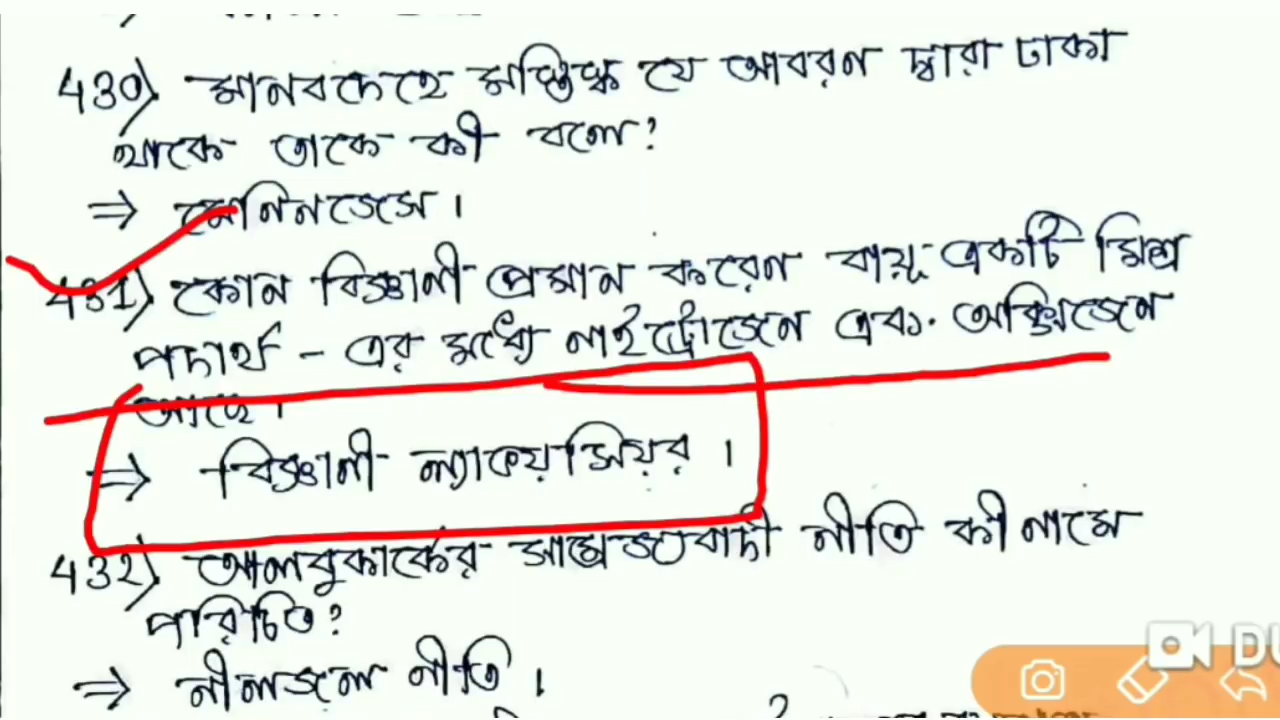 430) মানবদেহে মস্তিষ্ক যে আবরণ দ্বারা ঢাকা
থাকে তাকে কী বলে?
⇒ মেনিনজেস।
431) কোন বিজ্ঞানী প্রমান করেন বায়ু একটি মিশ্র
পদার্থ - এর মধ্যে নাইট্রোজেন এবং অক্সিজেন
আছে।
⇒ বিজ্ঞানী ল্যাভয়সিয়র।
432) আলবুকার্কের সাম্রাজ্যবাদী নীতি কী নামে
পরিচিত?
⇒ নীলজল নীতি।
DU